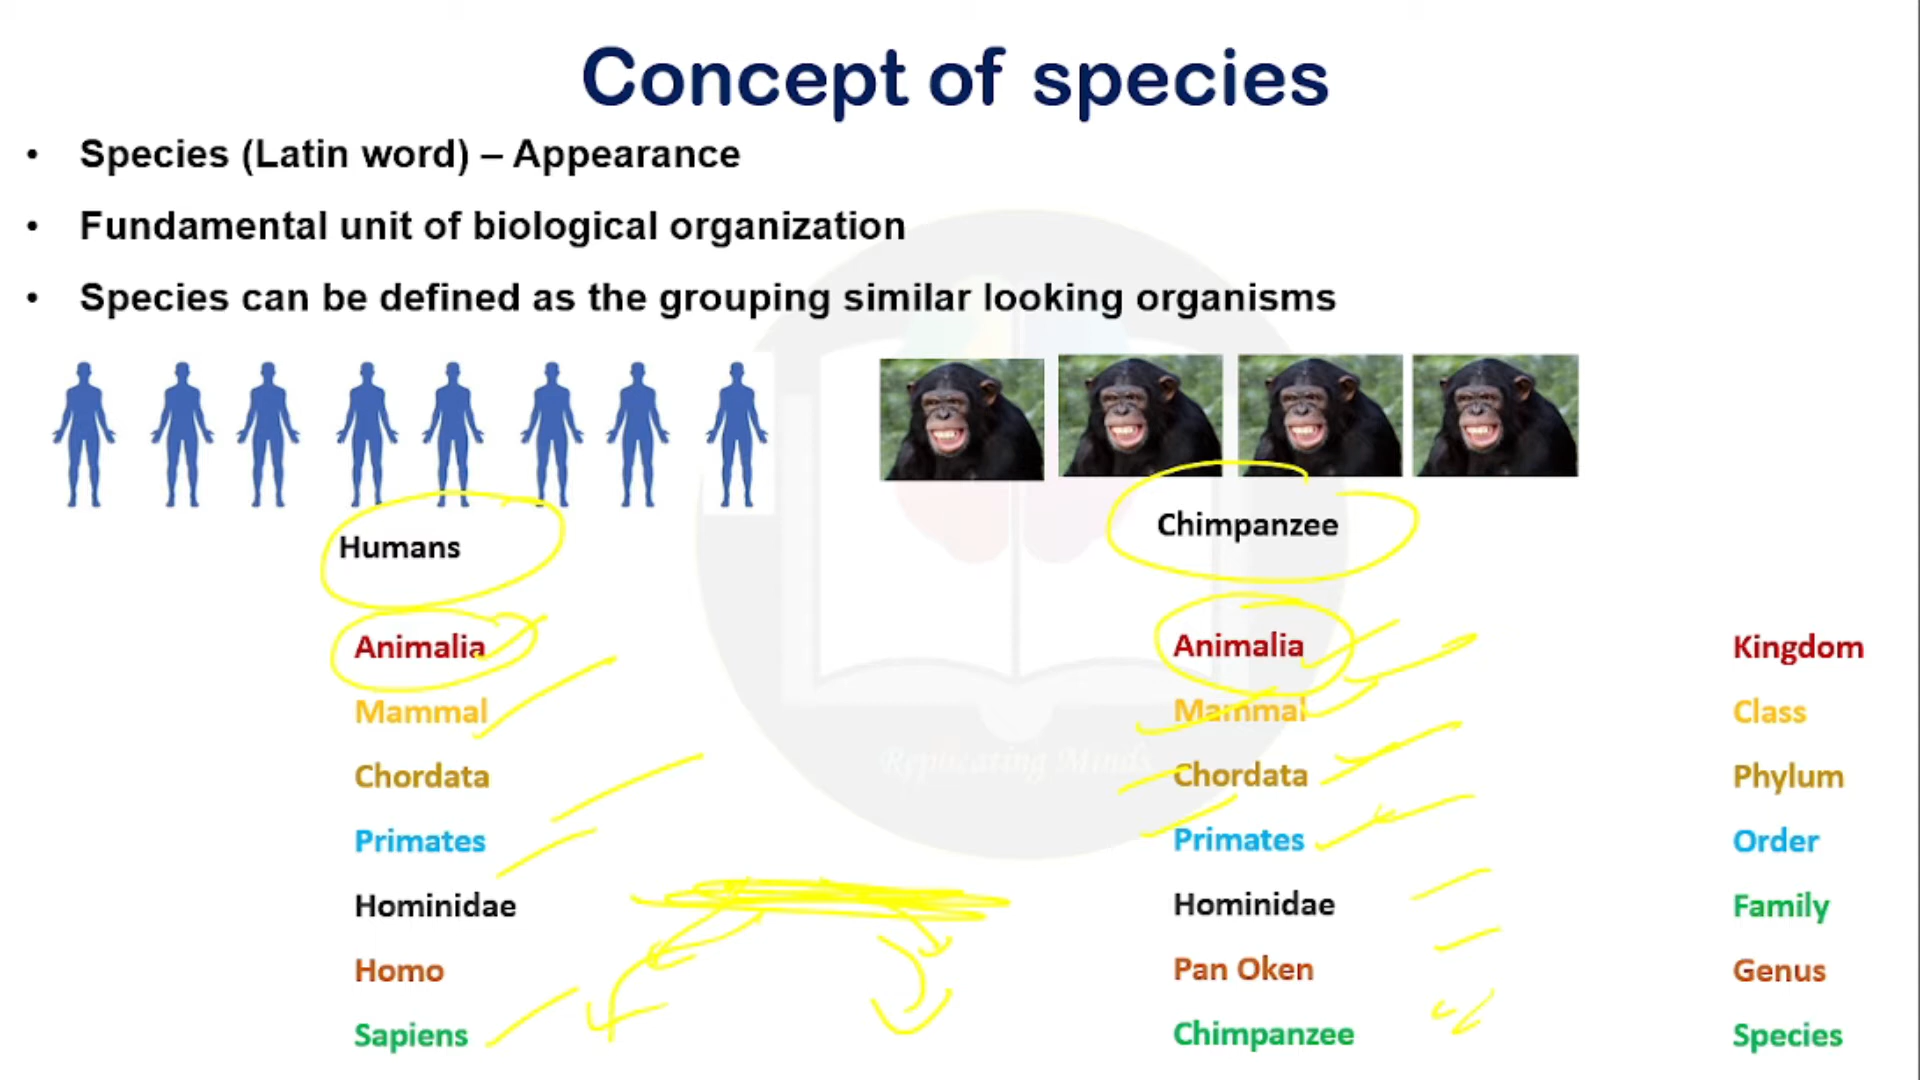 Concept of species
• Species (Latin word) – Appearance
• Fundamental unit of biological organization
• Species can be defined as the grouping similar looking organisms
Humans Chimpanzee
Animalia Animalia Kingdom
Mammal Mammal Class
Chordata Chordata Phylum
Primates Primates Order
Hominidae Hominidae Family
Homo Pan Oken Genus
Sapiens Chimpanzee Species